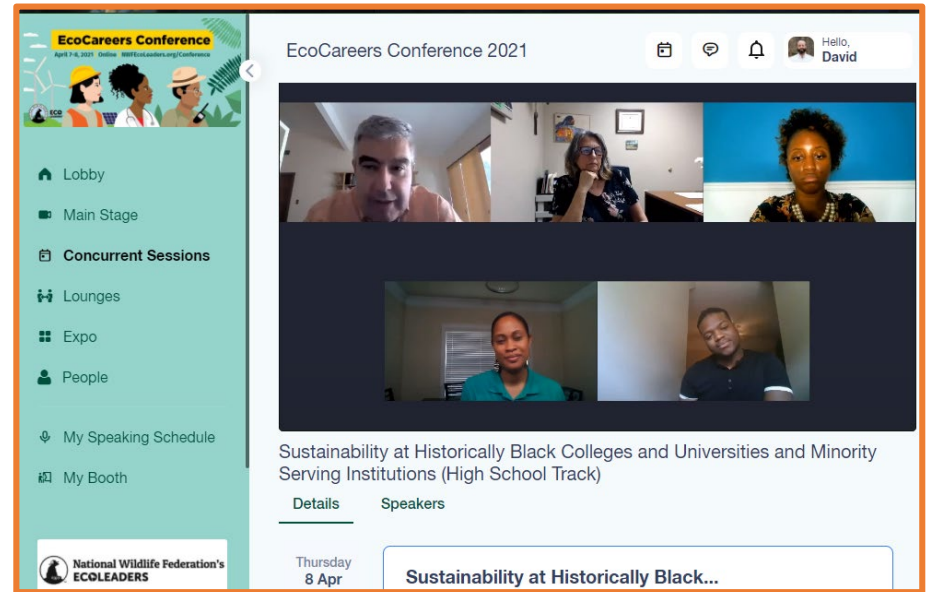 EcoCareers Conference
April 7-8, 2021 Online NWFEcoLeaders.org/Conference
ECO
Lobby
Main Stage
Concurrent Sessions
Lounges
Expo
People
My Speaking Schedule
My Booth
National Wildlife Federation's
ECOLEADERS
EcoCareers Conference 2021
Hello,
David
Sustainability at Historically Black Colleges and Universities and Minority
Serving Institutions (High School Track)
Details Speakers
Thursday
8 Apr
Sustainability at Historically Black...